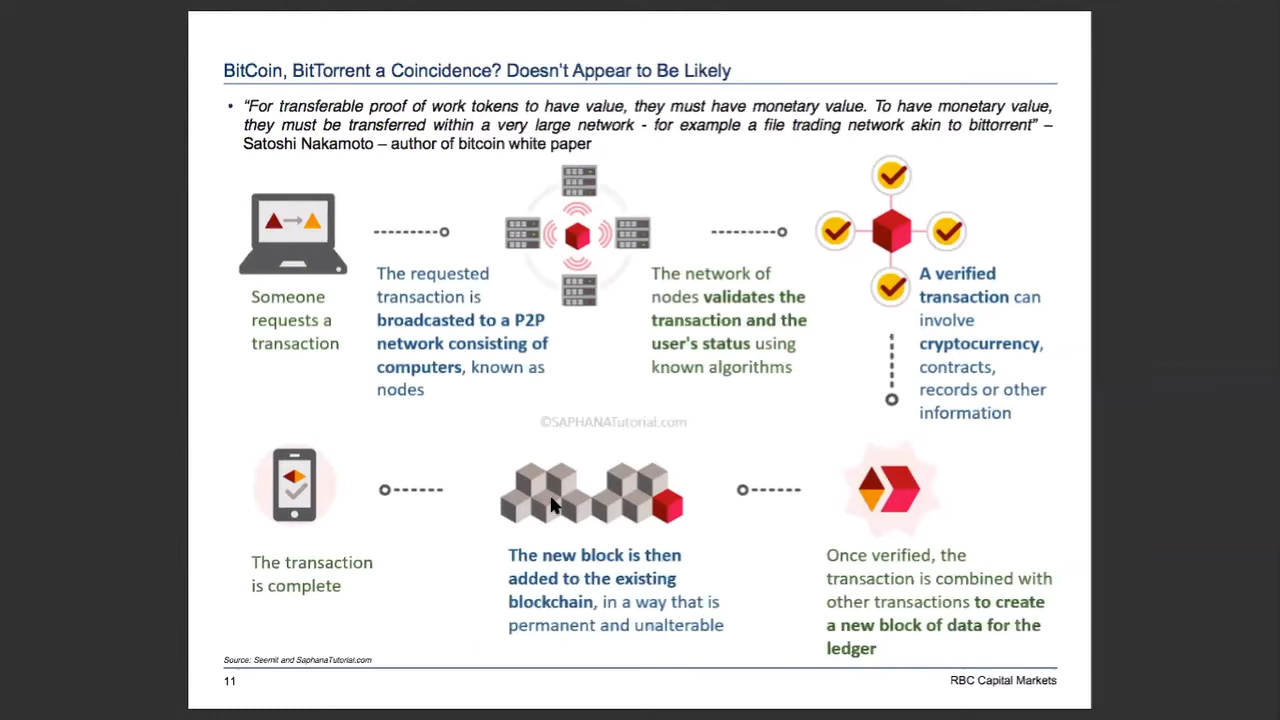 BitCoin, BitTorrent a Coincidence? Doesn't Appear to Be Likely
• "For transferable proof of work tokens to have value, they must have monetary value. To have monetary value,
they must be transferred within a very large network - for example a file trading network akin to bittorrent" –
Satoshi Nakamoto – author of bitcoin white paper
Someone
requests a
transaction
The requested
transaction is
broadcasted to a P2P
network consisting of
computers, known as
nodes
The network of
nodes validates the
transaction and the
user's status using
known algorithms
A verified
transaction can
involve
cryptocurrency,
contracts,
records or other
information
©SAPHANATutorial.com
The transaction
is complete
The new block is then
added to the existing
blockchain, in a way that is
permanent and unalterable
Once verified, the
transaction is combined with
other transactions to create
a new block of data for the
ledger
Source: Seemit and SaphanaTutorial.com
11
RBC Capital Markets